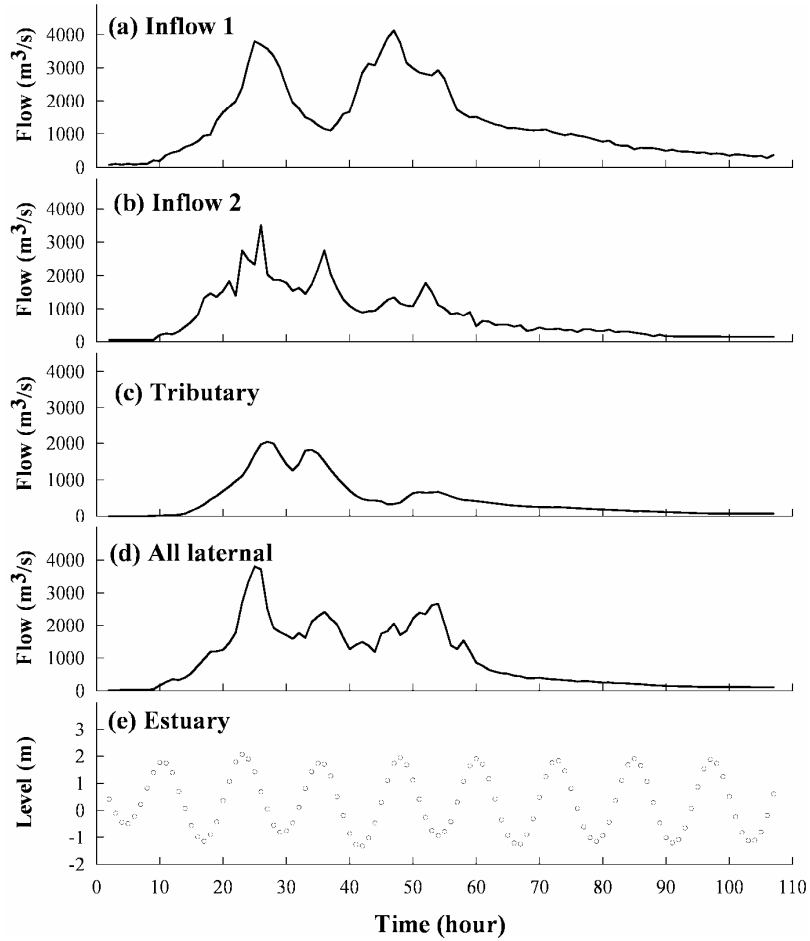 (a) Inflow 1
Flow (m³/s)
4000
3000
2000
1000
0
(b) Inflow 2
Flow (m³/s)
4000
3000
2000
1000
0
(c) Tributary
Flow (m³/s)
4000
3000
2000
1000
0
(d) All laternal
Flow (m³/s)
4000
3000
2000
1000
0
(e) Estuary
Level (m)
3
2
1
0
-1
-2
0 10 20 30 40 50 60 70 80 90 100 110
Time (hour)